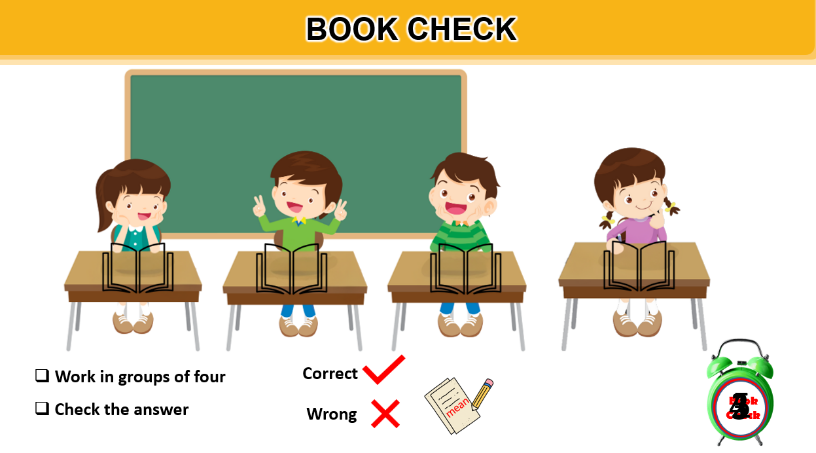 BOOK CHECK
Work in groups of four
Check the answer
Correct
Wrong
mean